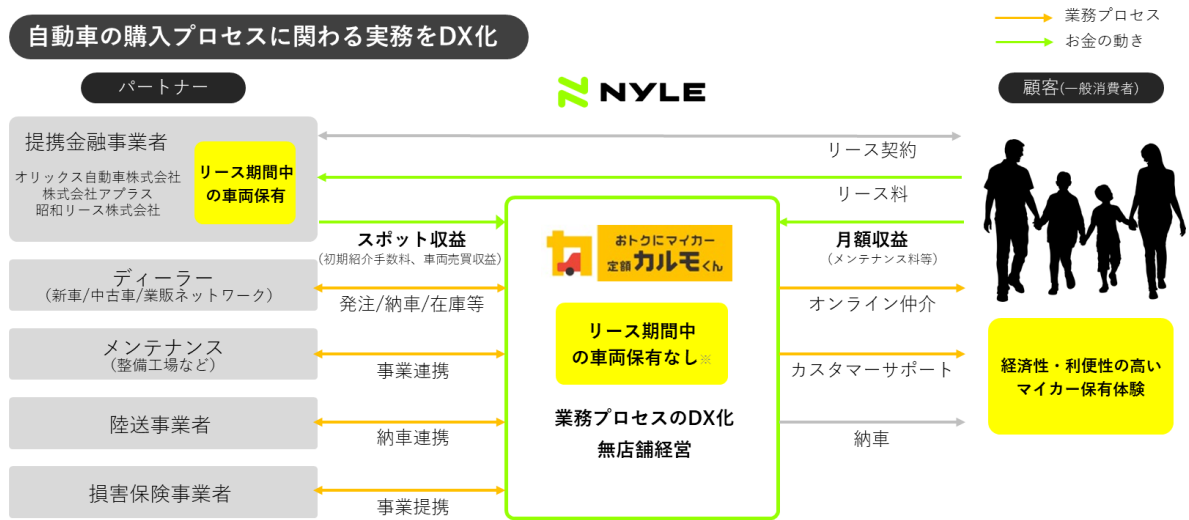 自動車の購入プロセスに関わる実務をDX化
業務プロセス
お金の動き
パートナー
NYLE
顧客(一般消費者)
提携金融事業者
オリックス自動車株式会社
株式会社アプラス
昭和リース株式会社
リース期間中
の車両保有
リース契約
リース料
スポット収益
(初期紹介手数料、車両売買収益)
おトクにマイカー
定額カルモくん
カ
月額収益
(メンテナンス料等)
ディーラー
(新車/中古車/業販ネットワーク)
発注/納車/在庫等
オンライン仲介
メンテナンス
(整備工場など)
事業連携
リース期間中
の車両保有なし※
カスタマーサポート
経済性・利便性の高い
マイカー保有体験
陸送事業者
納車連携
業務プロセスのDX化
無店舗経営
納車
損害保険事業者
事業提携